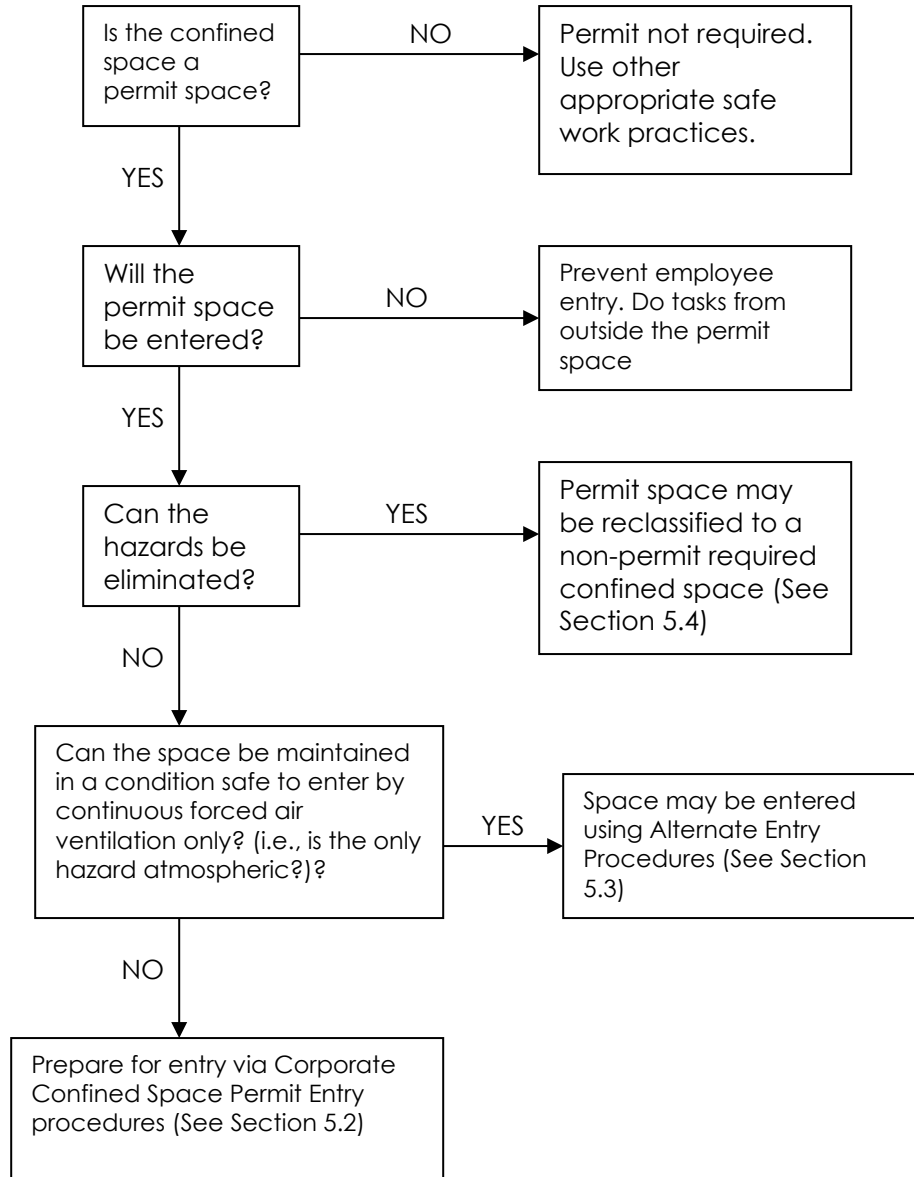 Is the confined
space a
permit space?
NO
Permit not required.
Use other
appropriate safe
work practices.
YES
Will the
permit space
be entered?
NO
Prevent employee
entry. Do tasks from
outside the permit
space
YES
Can the
hazards be
eliminated?
YES
Permit space may
be reclassified to a
non-permit required
confined space (See
Section 5.4)
NO
Can the space be maintained
in a condition safe to enter by
continuous forced air
ventilation only? (i.e., is the only
hazard atmospheric?)?
YES
Space may be entered
using Alternate Entry
Procedures (See Section
5.3)
NO
Prepare for entry via Corporate
Confined Space Permit Entry
procedures (See Section 5.2)